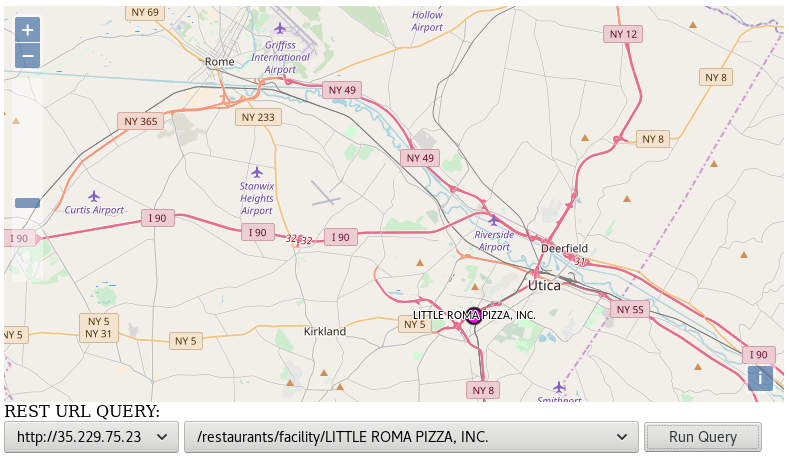 NY 69
Hollow
Airport
NY 12
+
−
Griffiss
International
Airport
Rome
NY 8
NY 49
NY 365
NY 233
NY 8
NY 49
Stanwix
Heights
Airport
Curtis Airport
I 90
I 90
I 90
32
32
I 90
Riverside
Airport
Deerfield
31
Utica
NY 5S
LITTLE ROMA PIZZA, INC.
NY 5
NY 31
Kirkland
NY 5
NY 5
NY 5
I 90
i
NY 8
Smithport
REST URL QUERY:
http://35.229.75.23 /restaurants/facility/LITTLE ROMA PIZZA, INC. Run Query